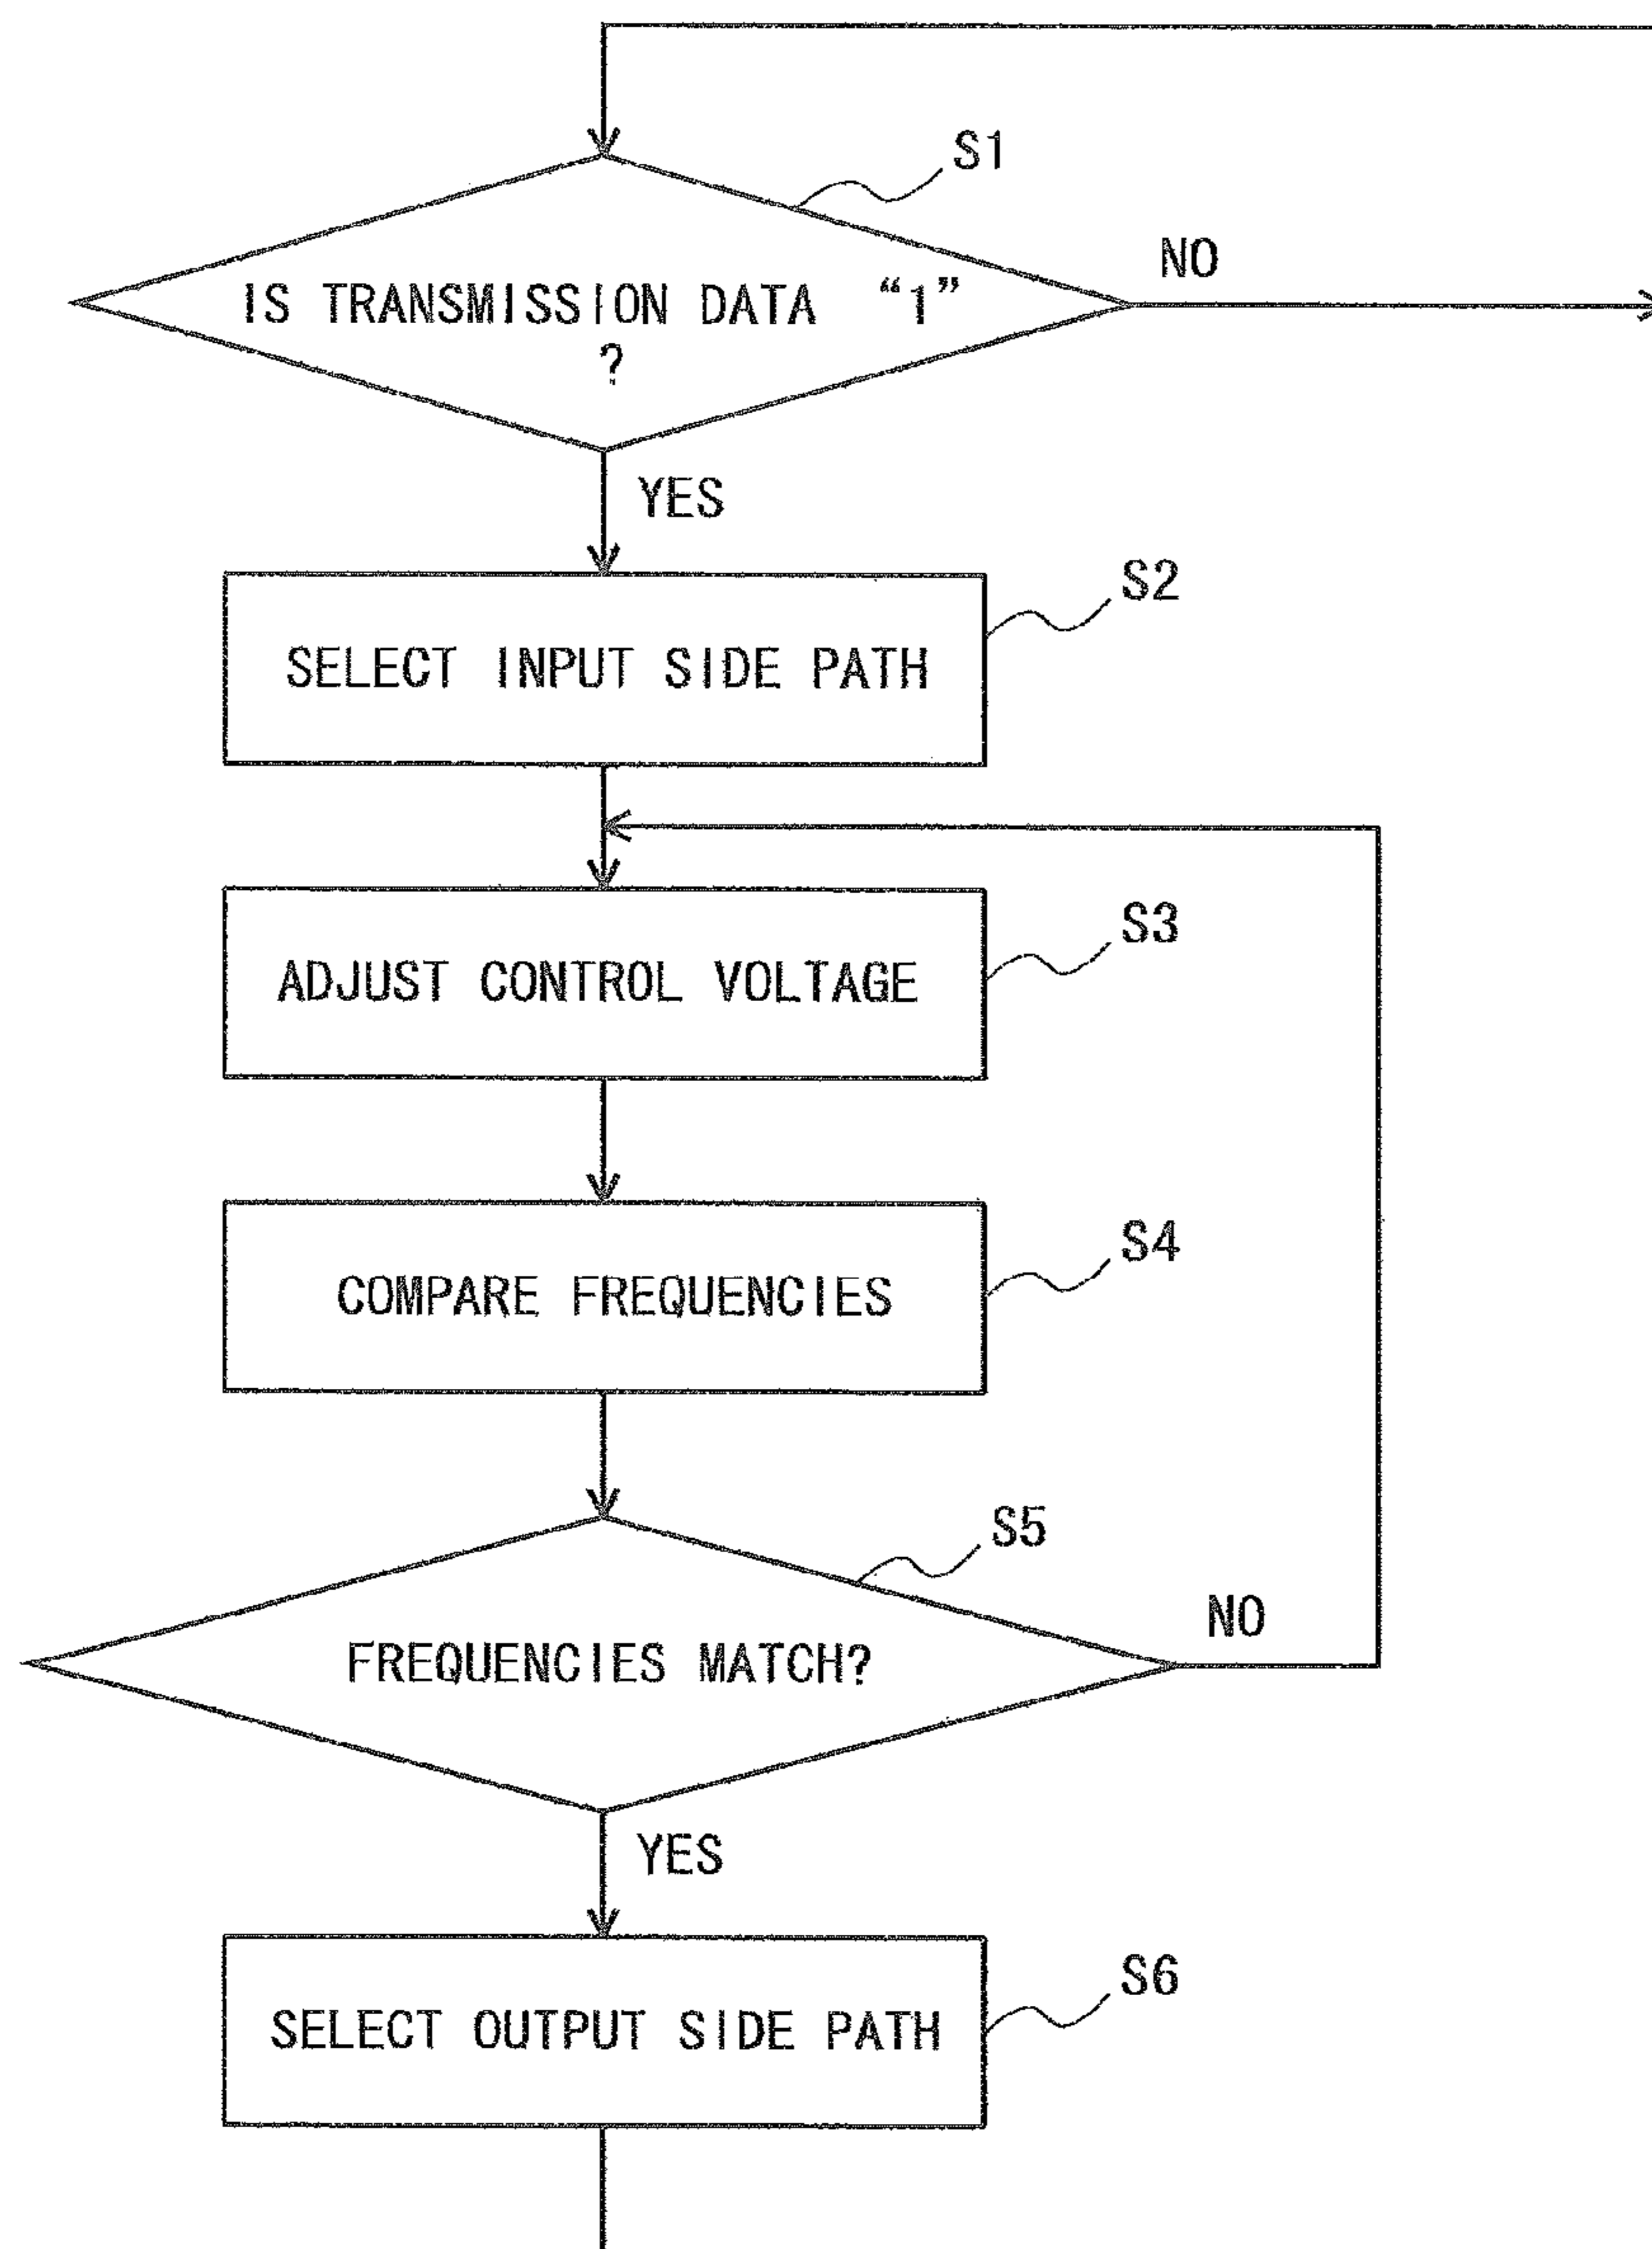 S1
NO
IS TRANSMISSION DATA “1”
?
YES
S2
SELECT INPUT SIDE PATH
S3
ADJUST CONTROL VOLTAGE
S4
COMPARE FREQUENCIES
S5
NO
FREQUENCIES MATCH?
YES
S6
SELECT OUTPUT SIDE PATH